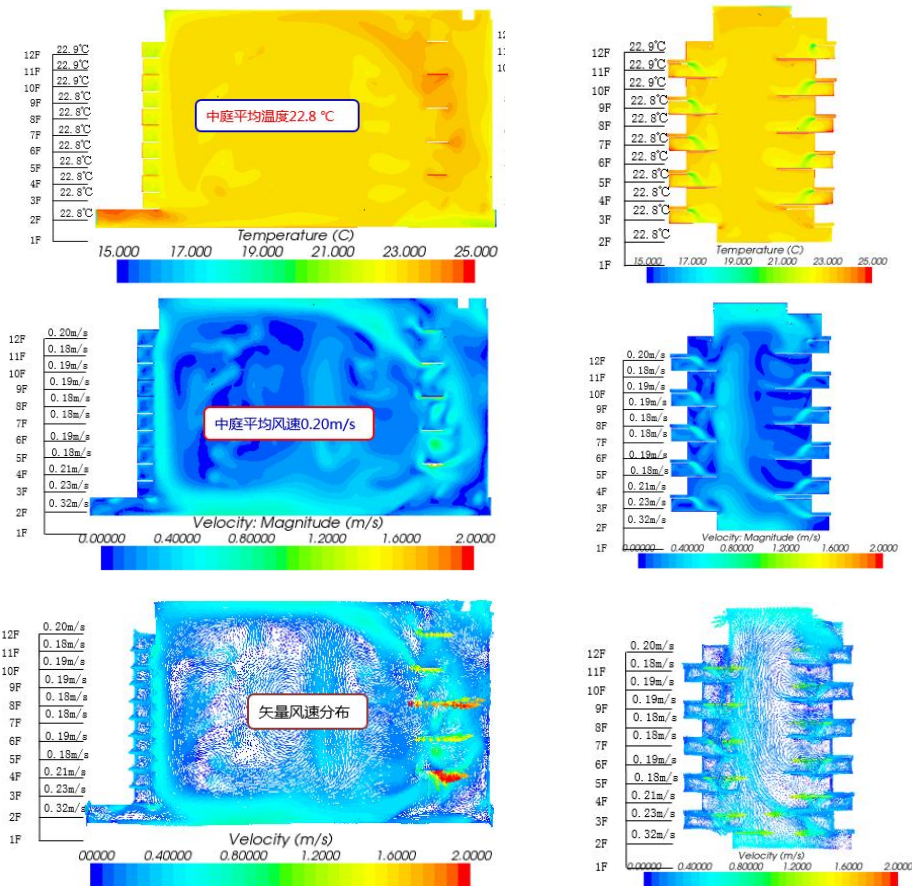 12F
11F
10F
9F
8F
7F
6F
5F
4F
3F
2F
1F
22.9℃
22.9℃
22.9℃
22.8℃
22.8℃
22.8℃
22.8℃
22.8℃
22.8℃
22.8℃
22.8℃
中庭平均温度22.8 ℃
Temperature (C)
15.000 17.000 19.000 21.000 23.000 25.000
12F
11F
10F
9F
8F
7F
6F
5F
4F
3F
2F
1F
22.9℃
22.9℃
22.9℃
22.8℃
22.8℃
22.8℃
22.8℃
22.8℃
22.8℃
22.8℃
22.8℃
Temperature (C)
15.000 17.000 19.000 21.000 23.000 25.000
12F
11F
10F
9F
8F
7F
6F
5F
4F
3F
2F
1F
0.20m/s
0.18m/s
0.19m/s
0.19m/s
0.18m/s
0.18m/s
0.19m/s
0.18m/s
0.21m/s
0.23m/s
0.32m/s
中庭平均风速0.20m/s
Velocity: Magnitude (m/s)
0.00000 0.40000 0.80000 1.2000 1.6000 2.0000
12F
11F
10F
9F
8F
7F
6F
5F
4F
3F
2F
1F
0.20m/s
0.18m/s
0.19m/s
0.19m/s
0.18m/s
0.18m/s
0.19m/s
0.18m/s
0.21m/s
0.23m/s
0.32m/s
Velocity: Magnitude (m/s)
0.00000 0.40000 0.80000 1.2000 1.6000 2.0000
12F
11F
10F
9F
8F
7F
6F
5F
4F
3F
2F
1F
0.20m/s
0.18m/s
0.19m/s
0.19m/s
0.18m/s
0.18m/s
0.19m/s
0.18m/s
0.21m/s
0.23m/s
0.32m/s
矢量风速分布
Velocity (m/s)
00000 0.40000 0.80000 1.2000 1.6000 2.0000
12F
11F
10F
9F
8F
7F
6F
5F
4F
3F
2F
1F
0.20m/s
0.18m/s
0.19m/s
0.19m/s
0.18m/s
0.18m/s
0.19m/s
0.18m/s
0.21m/s
0.23m/s
0.32m/s
Velocity (m/s)
0.00000 0.40000 0.80000 1.2000 1.6000 2.0000